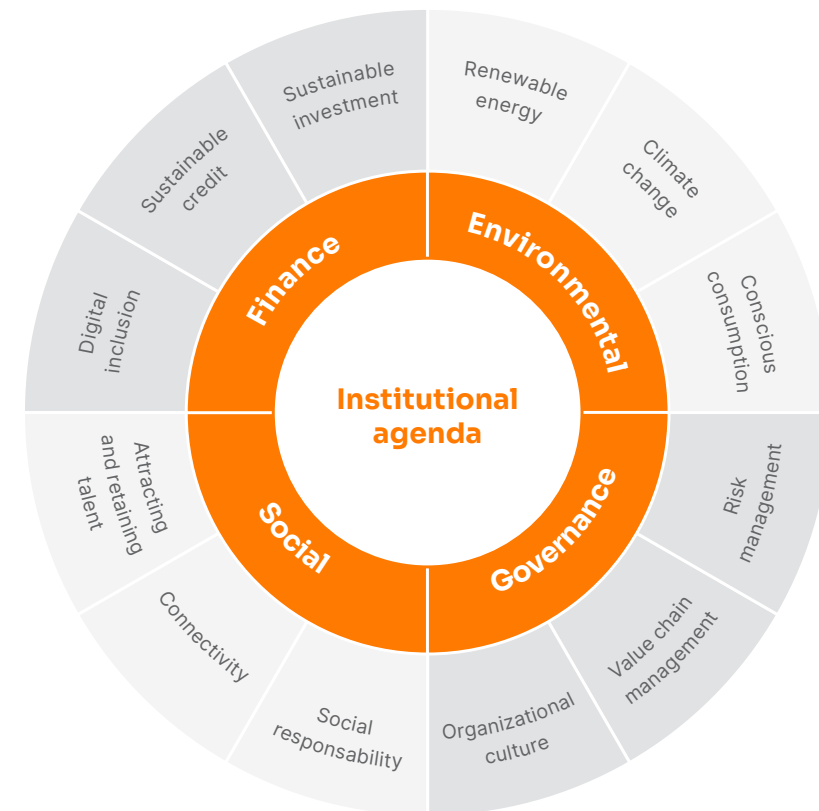 Institutional
agenda
Environmental
Renewable
energy
Climate
change
Conscious
consumption
Governance
Risk
management
Value chain
management
Organizational
culture
Social
Social
responsability
Connectivity
Attracting
and retaining
talent
Finance
Digital
inclusion
Sustainable
credit
Sustainable
investment